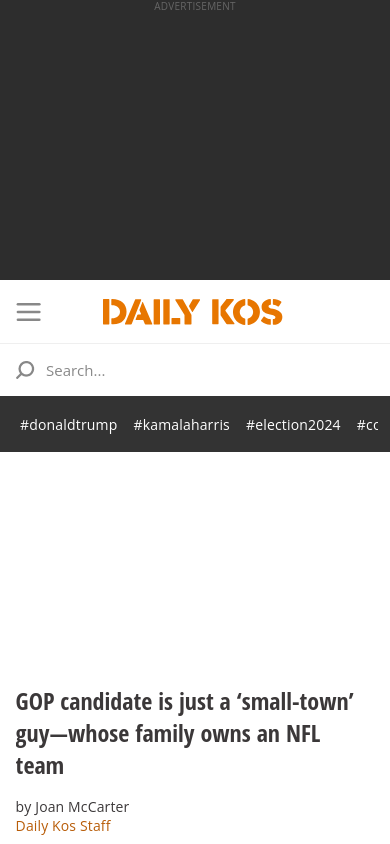 ADVERTISEMENT
DAILY KOS
Search...
#donaldtrump #kamalaharris #election2024
GOP candidate is just a ‘small-town’
guy—whose family owns an NFL
team
by Joan McCarter
Daily Kos Staff